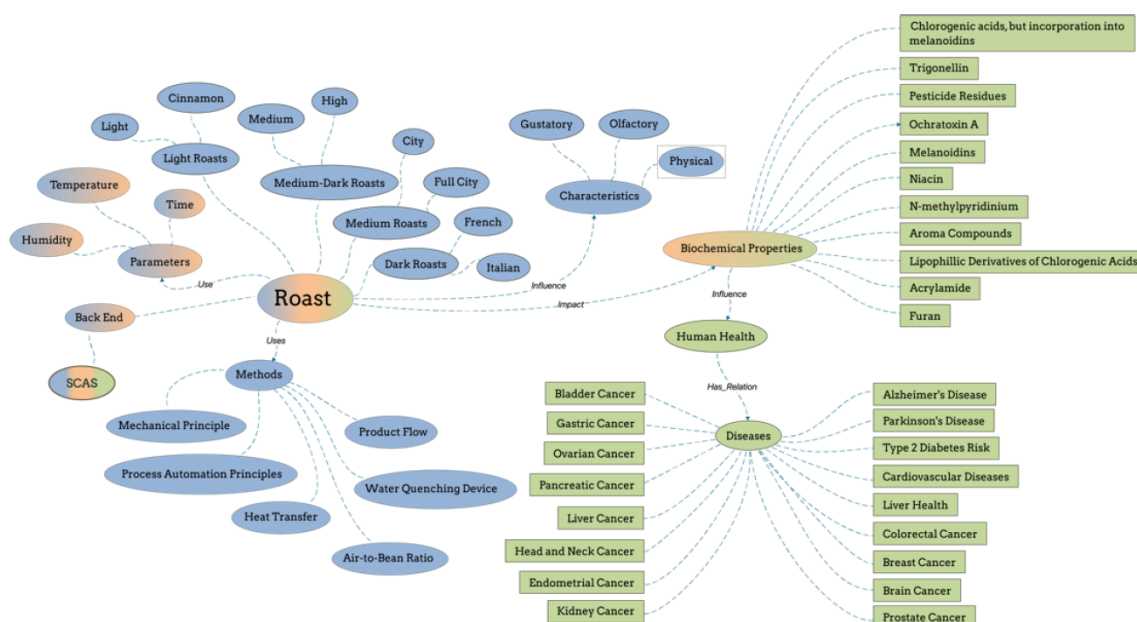 Chlorogenic acids, but incorporation into
melanoidins
Trigonellin
Pesticide Residues
Ochratoxin A
Melanoidins
Niacin
N-methylpyridinium
Aroma Compounds
Lipophillic Derivatives of Chlorogenic Acids
Acrylamide
Furan
Cinnamon
Light
Light Roasts
Medium
High
Medium-Dark Roasts
City
Full City
Medium Roasts
French
Dark Roasts
Italian
Gustatory
Olfactory
Physical
Characteristics
Temperature
Time
Humidity
Parameters
Use
Roast
Influence
Impact
Biochemical Properties
Influence
Human Health
Has_Relation
Diseases
Back End
SCAS
Uses
Methods
Mechanical Principle
Process Automation Principles
Heat Transfer
Air-to-Bean Ratio
Water Quenching Device
Product Flow
Bladder Cancer
Gastric Cancer
Ovarian Cancer
Pancreatic Cancer
Liver Cancer
Head and Neck Cancer
Endometrial Cancer
Kidney Cancer
Alzheimer's Disease
Parkinson's Disease
Type 2 Diabetes Risk
Cardiovascular Diseases
Liver Health
Colorectal Cancer
Breast Cancer
Brain Cancer
Prostate Cancer